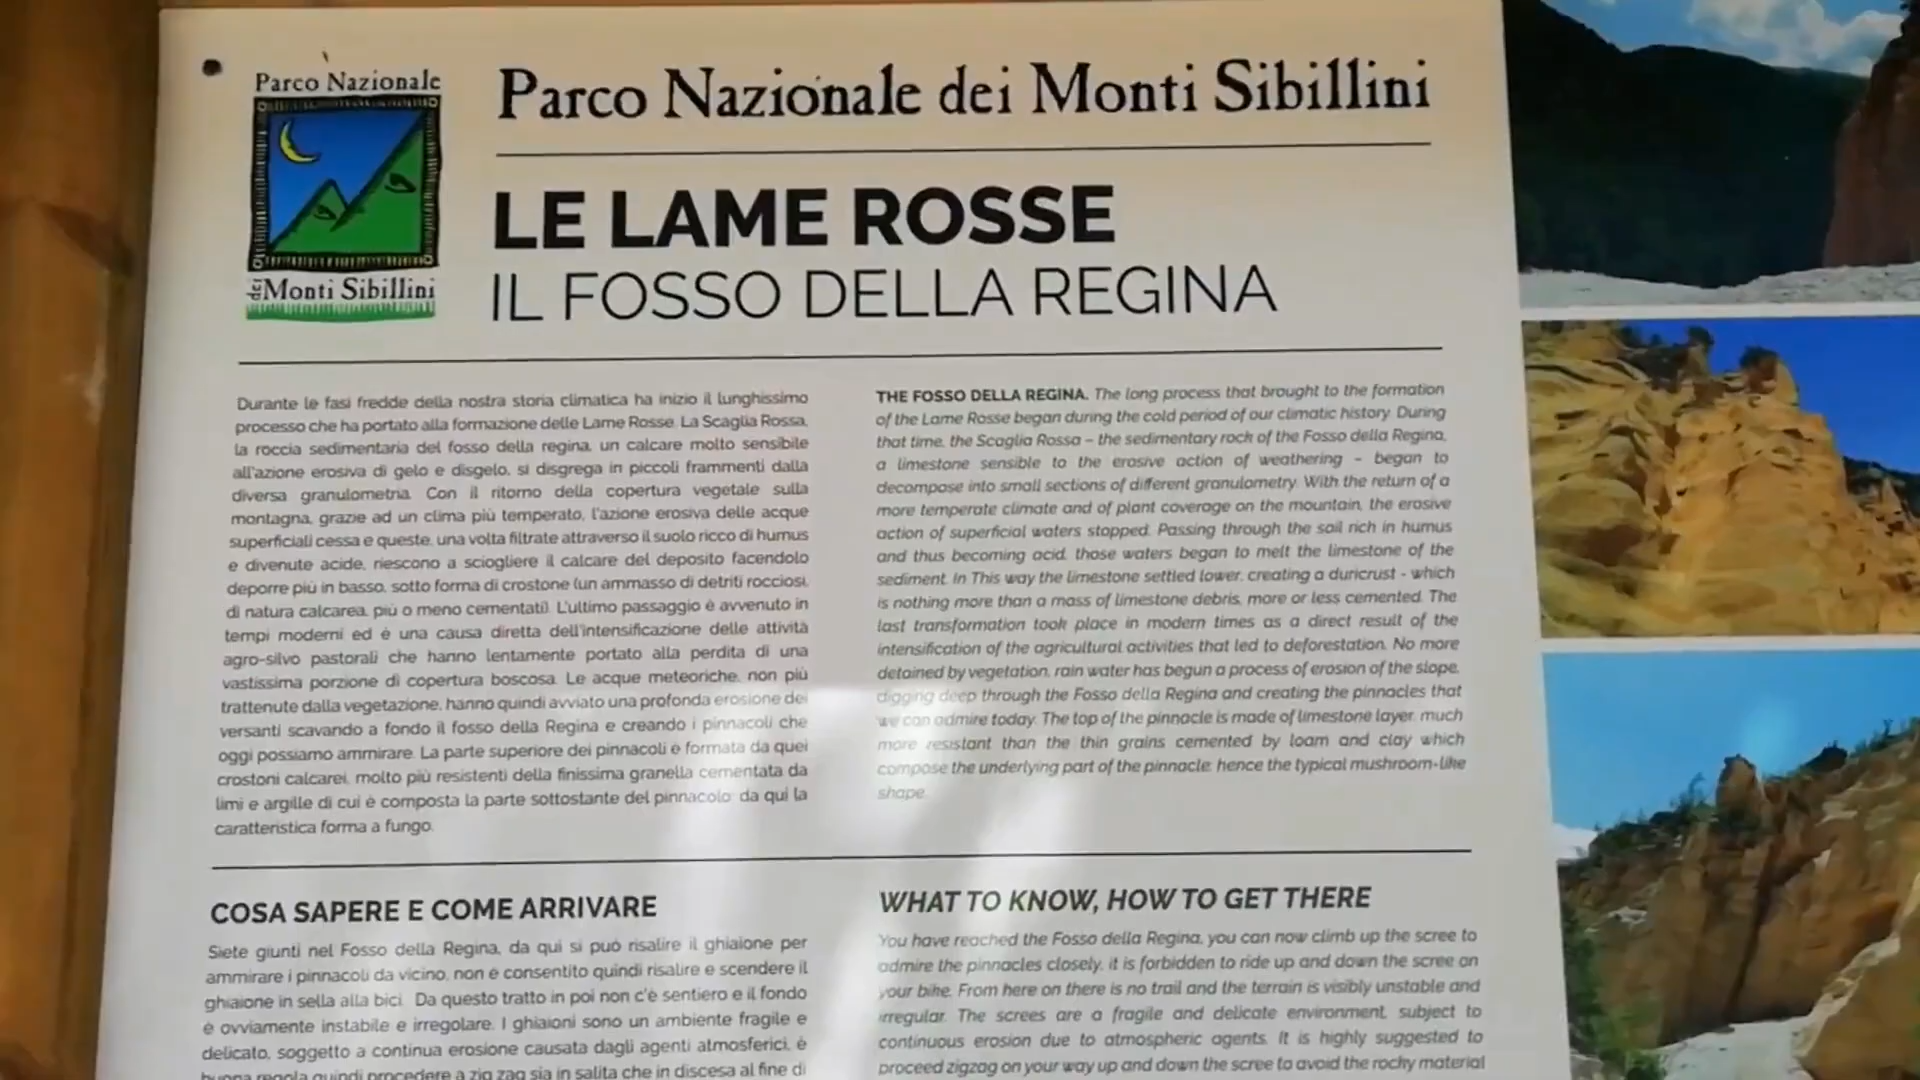 Parco Nazionale
dei Monti Sibillini
Parco Nazionale dei Monti Sibillini
LE LAME ROSSE
IL FOSSO DELLA REGINA
Durante le fasi fredde della nostra storia climatica ha inizio il lunghissimo
processo che ha portato alla formazione delle Lame Rosse. La Scaglia Rossa,
la roccia sedimentaria del fosso della regina, un calcare molto sensibile
all'azione erosiva di gelo e disgelo, si disgrega in piccoli frammenti dalla
diversa granulometria. Con il ritorno della copertura vegetale sulla
montagna, grazie ad un clima più temperato, l'azione erosiva delle acque
superficiali cessa e queste, una volta filtrate attraverso il suolo ricco di humus
e divenute acide, riescono a sciogliere il calcare del deposito facendolo
deporre più in basso, sotto forma di crostone (un ammasso di detriti rocciosi,
di natura calcarea, più o meno cementati). L'ultimo passaggio è avvenuto in
tempi moderni ed è una causa diretta dell'intensificazione delle attività
agro-silvo pastorali che hanno lentamente portato alla perdita di una
vastissima porzione di copertura boscosa. Le acque meteoriche, non più
trattenute dalla vegetazione, hanno quindi avviato una profonda erosione dei
versanti scavando a fondo il fosso della Regina e creando i pinnacoli che
oggi possiamo ammirare. La parte superiore dei pinnacoli è formata da quei
crostoni calcarei, molto più resistenti della finissima granella cementata da
limi e argille di cui è composta la parte sottostante del pinnacolo: da qui la
caratteristica forma a fungo.
THE FOSSO DELLA REGINA. The long process that brought to the formation
of the Lame Rosse began during the cold period of our climatic history. During
that time, the Scaglia Rossa – the sedimentary rock of the Fosso della Regina,
a limestone sensible to the erosive action of weathering – began to
decompose into small sections of different granulometry. With the return of a
more temperate climate and of plant coverage on the mountain, the erosive
action of superficial waters stopped. Passing through the soil rich in humus
and thus becoming acid, those waters began to melt the limestone of the
sediment. In This way the limestone settled lower, creating a duricrust - which
is nothing more than a mass of limestone debris, more or less cemented. The
last transformation took place in modern times as a direct result of the
intensification of the agricultural activities that led to deforestation. No more
detained by vegetation, rain water has begun a process of erosion of the slope,
digging deep through the Fosso della Regina and creating the pinnacles that
we can admire today. The top of the pinnacle is made of limestone layer, much
more resistant than the thin grains cemented by loam and clay which
compose the underlying part of the pinnacle: hence the typical mushroom-like
shape.
COSA SAPERE E COME ARRIVARE
Siete giunti nel Fosso della Regina, da qui si può risalire il ghiaione per
ammirare i pinnacoli da vicino, non è consentito quindi risalire e scendere il
ghiaione in sella alla bici. Da questo tratto in poi non c'è sentiero e il fondo
è ovviamente instabile e irregolare. I ghiaioni sono un ambiente fragile e
delicato, soggetto a continua erosione causata dagli agenti atmosferici, è
buona regola quindi procedere a zig zag sia in salita che in discesa al fine di
WHAT TO KNOW, HOW TO GET THERE
You have reached the Fosso della Regina, you can now climb up the scree to
admire the pinnacles closely, it is forbidden to ride up and down the scree on
your bike. From here on there is no trail and the terrain is visibly unstable and
irregular. The screes are a fragile and delicate environment, subject to
continuous erosion due to atmospheric agents. It is highly suggested to
proceed zigzag on your way up and down the scree to avoid the rocky material